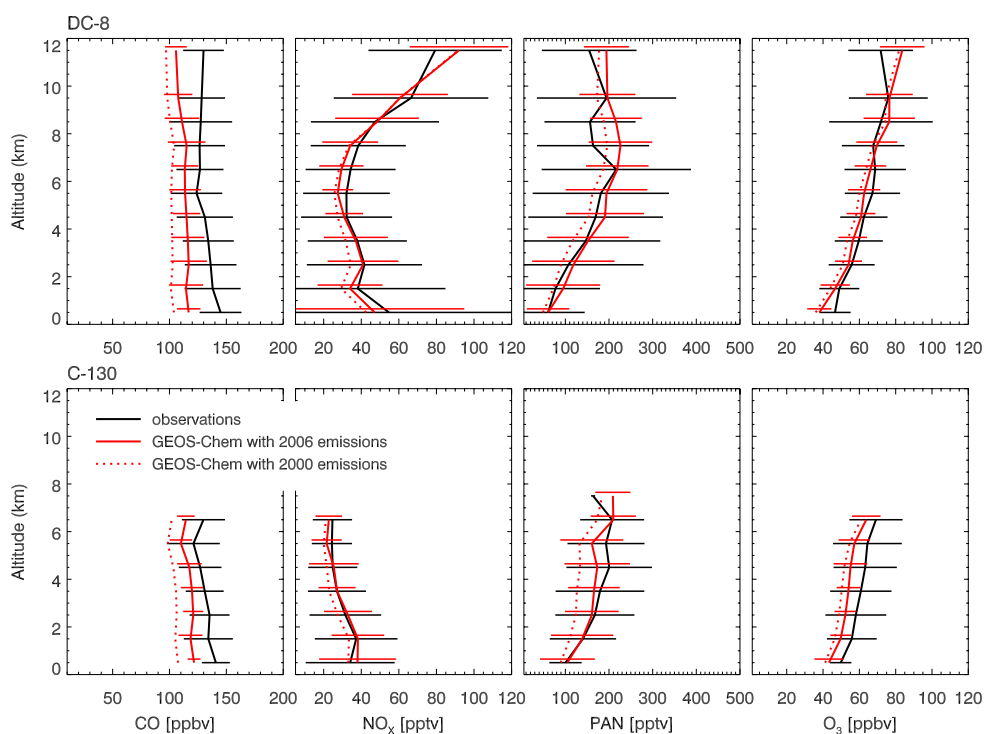 DC-8
12
10
8
6
4
2
0
Altitude (km)
50 100 150 200
20 40 60 80 100 120
100 200 300 400 500
20 40 60 80 100 120
C-130
12
10
8
6
4
2
0
Altitude (km)
observations
GEOS-Chem with 2006 emissions
GEOS-Chem with 2000 emissions
50 100 150 200
20 40 60 80 100 120
100 200 300 400 500
20 40 60 80 100 120
CO [ppbv]
NOX [pptv]
PAN [pptv]
O3 [ppbv]